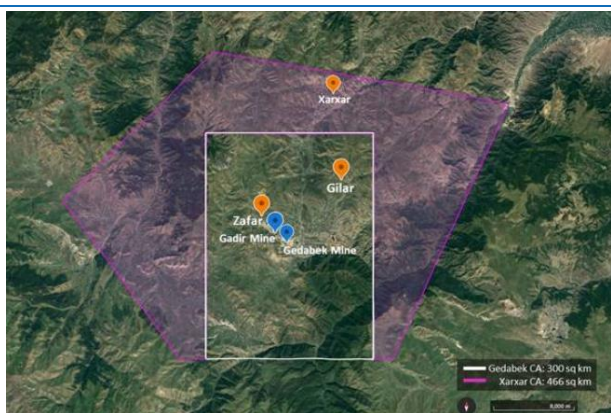 Xarxar
Gilar
Zafar
Gadir Mine
Gedabek Mine
Gedabek CA: 300 sq km
Xarxar CA: 466 sq km